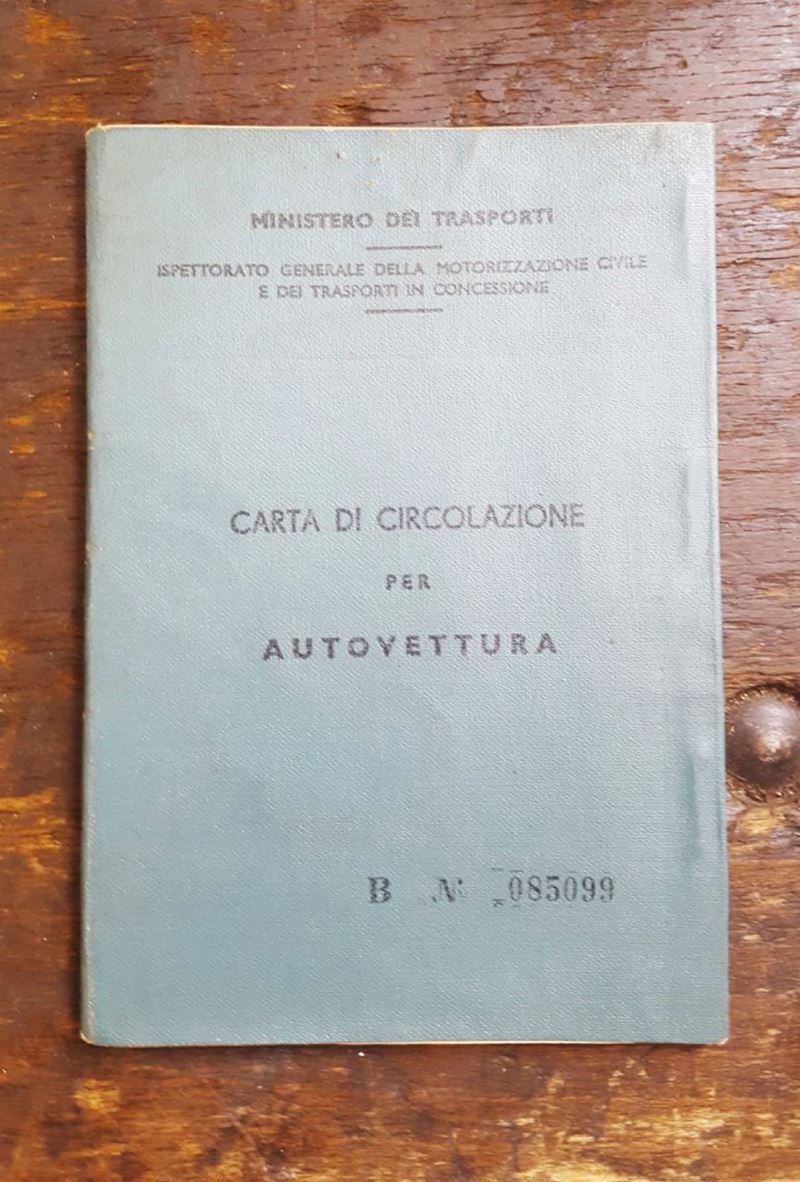 MINISTERO DEI TRASPORTI
ISPETTORATO GENERALE DELLA MOTORIZZAZIONE CIVILE
E DEI TRASPORTI IN CONCESSIONE
CARTA DI CIRCOLAZIONE
PER
AUTOVETTURA
B N° 085099